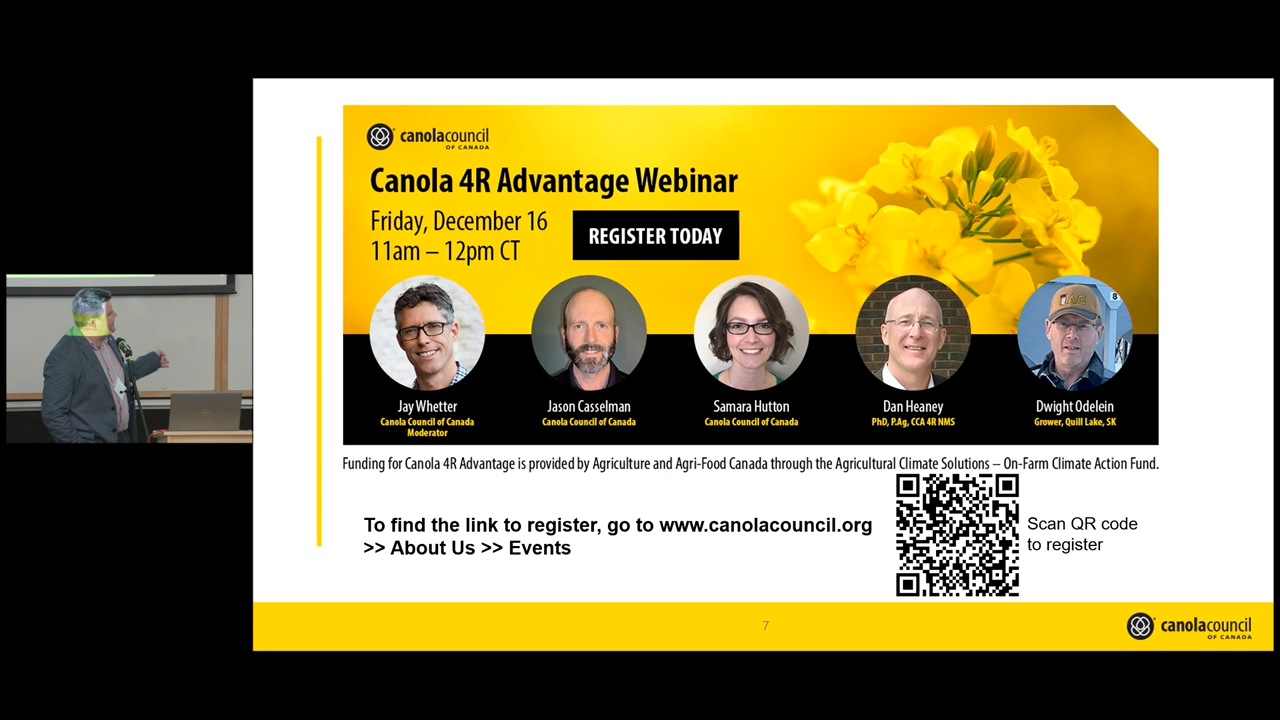 canolacouncil
OF CANADA
Canola 4R Advantage Webinar
Friday, December 16
11am – 12pm CT
REGISTER TODAY
8
AG
Jay Whetter
Canola Council of Canada
Moderator
Jason Casselman
Canola Council of Canada
Samara Hutton
Canola Council of Canada
Dan Heaney
PhD, P.Ag, CCA 4R NMS
Dwight Odelein
Grower, Quill Lake, SK
Funding for Canola 4R Advantage is provided by Agriculture and Agri-Food Canada through the Agricultural Climate Solutions – On-Farm Climate Action Fund.
To find the link to register, go to www.canolacouncil.org
>> About Us >> Events
Scan QR code
to register
7
canolacouncil
OF CANADA